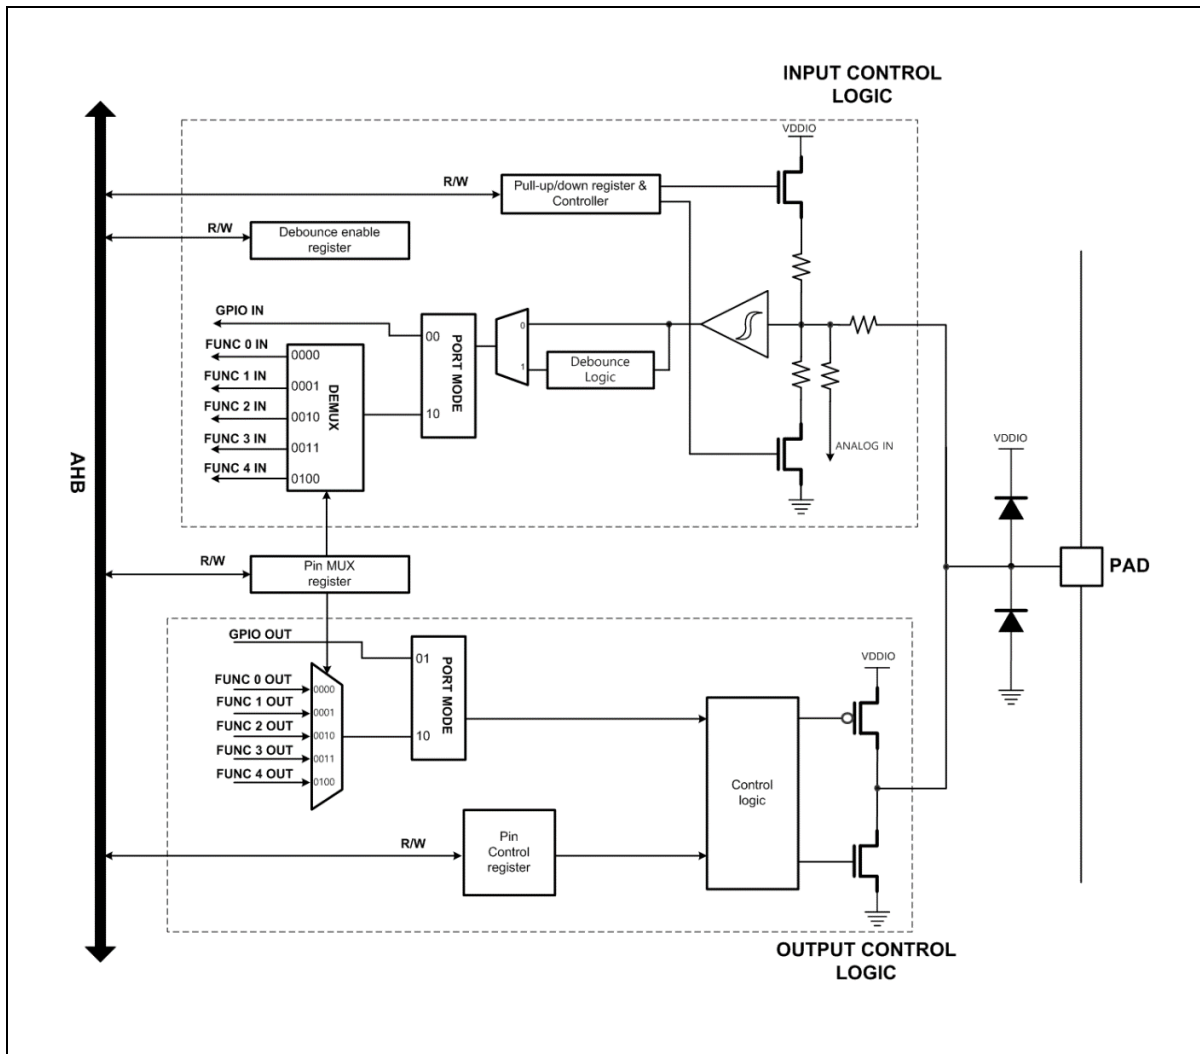 INPUT CONTROL
LOGIC
VDDIO
R/W
Pull-up/down register &
Controller
R/W
Debounce enable
register
GPIO IN
FUNC 0 IN
FUNC 1 IN
FUNC 2 IN
FUNC 3 IN
FUNC 4 IN
0000
0001
0010
0011
0100
DEMUX
00
10
PORT MODE
0
1
Debounce
Logic
ANALOG IN
VDDIO
AHB
R/W
Pin MUX
register
PAD
GPIO OUT
FUNC 0 OUT
FUNC 1 OUT
FUNC 2 OUT
FUNC 3 OUT
FUNC 4 OUT
0000
0001
0010
0011
0100
01
10
PORT MODE
VDDIO
Control
logic
R/W
Pin
Control
register
OUTPUT CONTROL
LOGIC